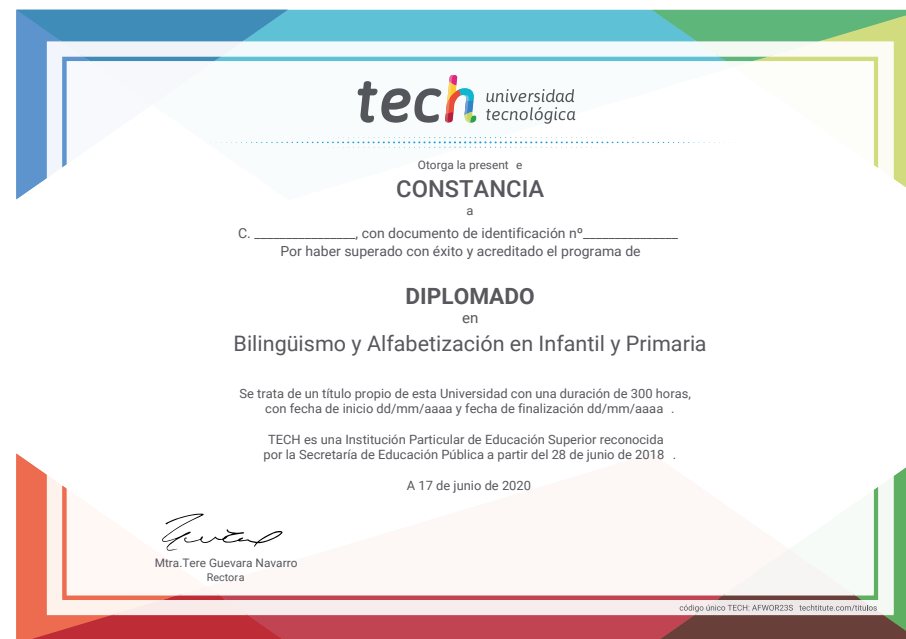 tech universidad
tecnológica
Otorga la present e
CONSTANCIA
a
C. ________________, con documento de identificación nº_______________
Por haber superado con éxito y acreditado el programa de
DIPLOMADO
en
Bilingüismo y Alfabetización en Infantil y Primaria
Se trata de un título propio de esta Universidad con una duración de 300 horas,
con fecha de inicio dd/mm/aaaa y fecha de finalización dd/mm/aaaa .
TECH es una Institución Particular de Educación Superior reconocida
por la Secretaría de Educación Pública a partir del 28 de junio de 2018 .
A 17 de junio de 2020
Mtra.Tere Guevara Navarro
Rectora
código único TECH: AFWOR23S techtitute.com/titulos